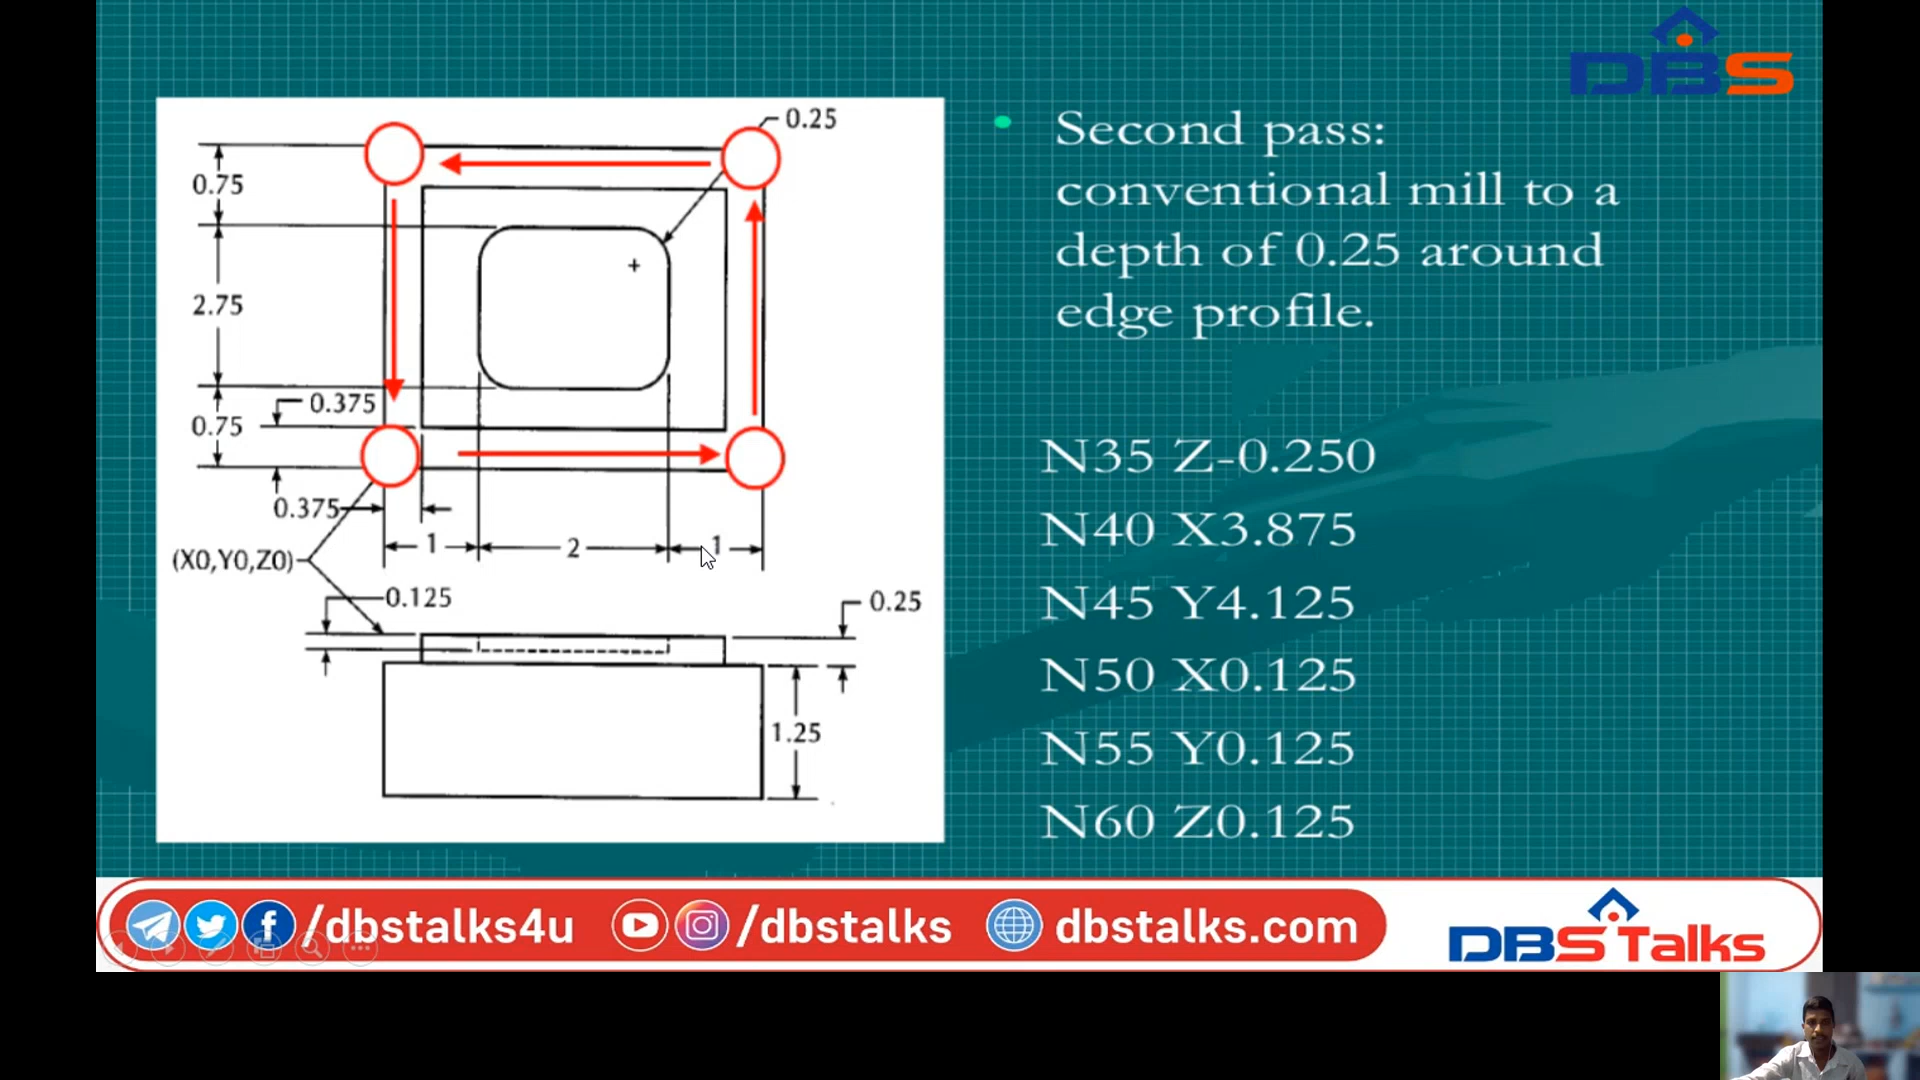 DBS
0.25
0.75
2.75
0.375
0.75
0.375
1
2
1
(X0,Y0,Z0)
0.125
0.25
1.25
Second pass:
conventional mill to a
depth of 0.25 around
edge profile.
N35 Z-0.250
N40 X3.875
N45 Y4.125
N50 X0.125
N55 Y0.125
N60 Z0.125
/dbstalks4u /dbstalks dbstalks.com
DBS Talks